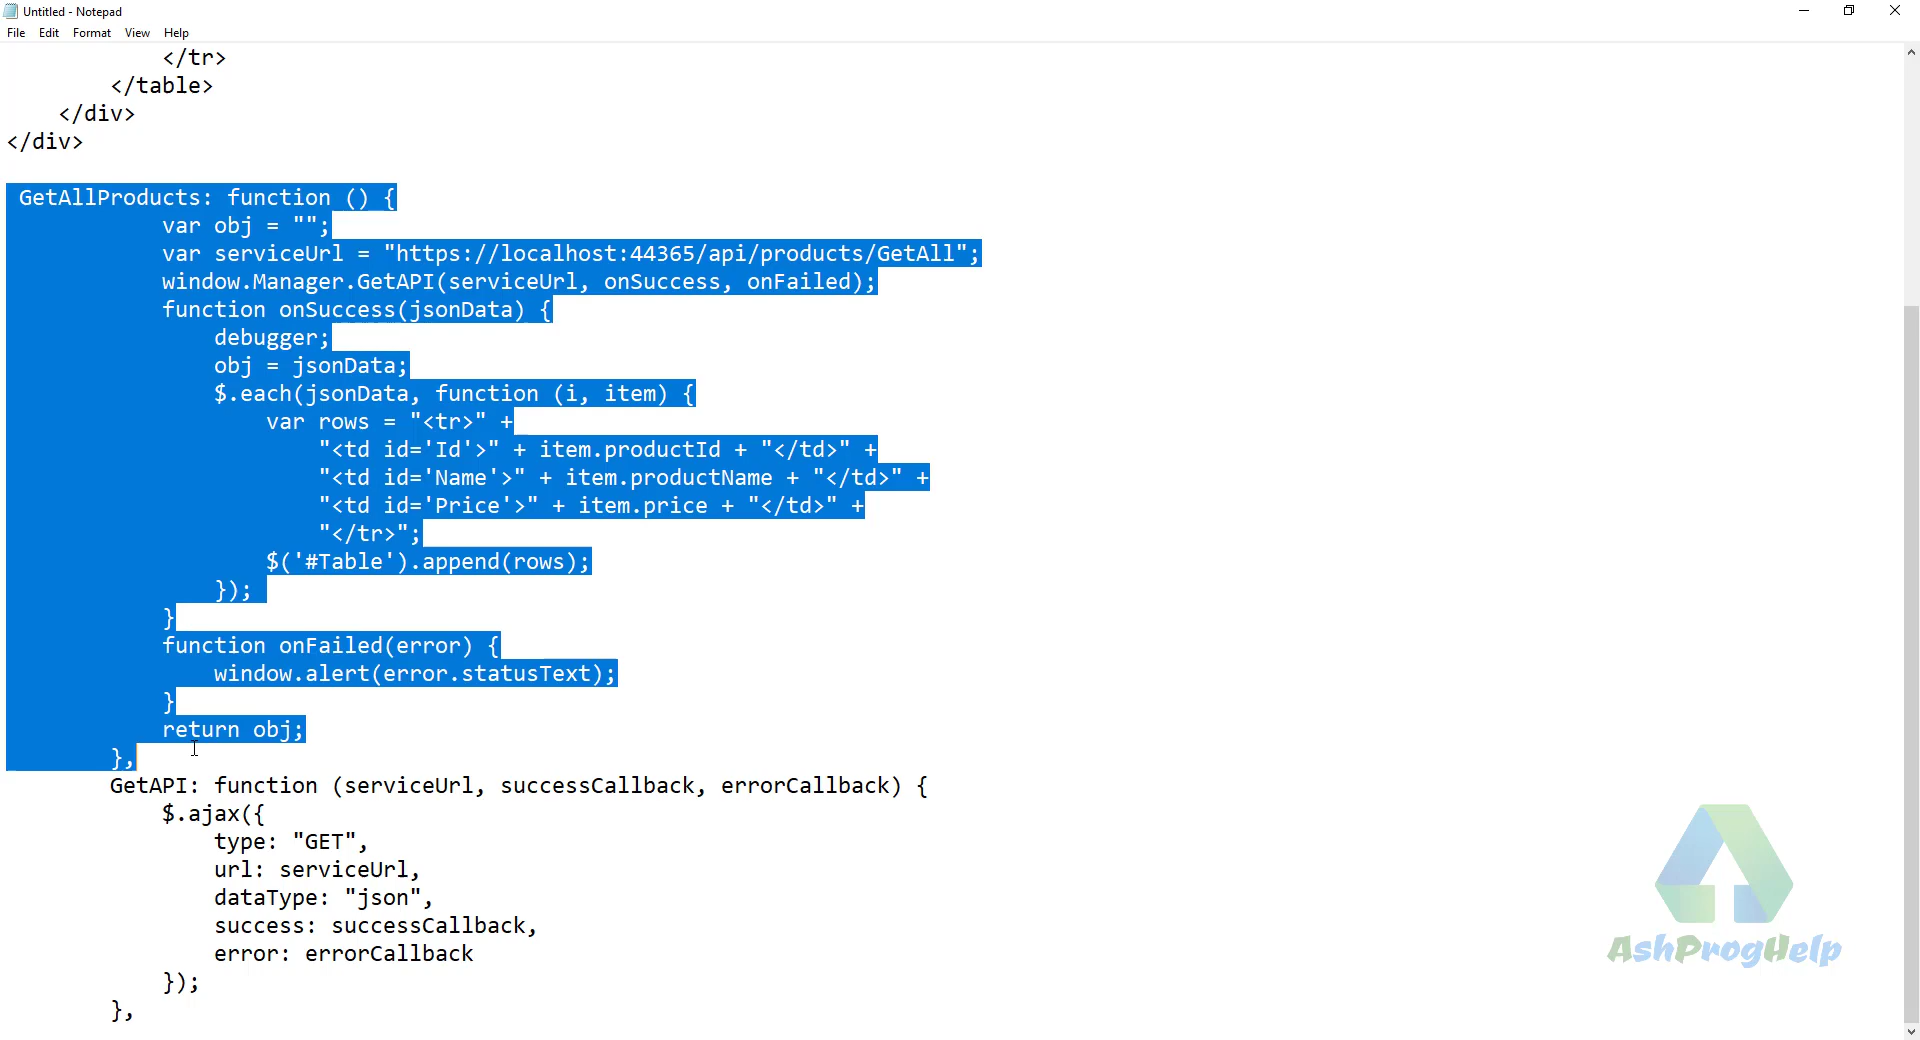 Untitled - Notepad
File Edit Format View Help
            </tr>
        </table>
    </div>
</div>
 GetAllProducts: function () {
            var obj = "";
            var serviceUrl = "https://localhost:44365/api/products/GetAll";
            window.Manager.GetAPI(serviceUrl, onSuccess, onFailed);
            function onSuccess(jsonData) {
                debugger;
                obj = jsonData;
                $.each(jsonData, function (i, item) {
                    var rows = "<tr>" +
                        "<td id='Id'>" + item.productId + "</td>" +
                        "<td id='Name'>" + item.productName + "</td>" +
                        "<td id='Price'>" + item.price + "</td>" +
                        "</tr>";
                    $('#Table').append(rows);
                });
            }
            function onFailed(error) {
                window.alert(error.statusText);
            }
            return obj;
        },
        GetAPI: function (serviceUrl, successCallback, errorCallback) {
            $.ajax({
                type: "GET",
                url: serviceUrl,
                dataType: "json",
                success: successCallback,
                error: errorCallback
            });
        },
AshProgHelp